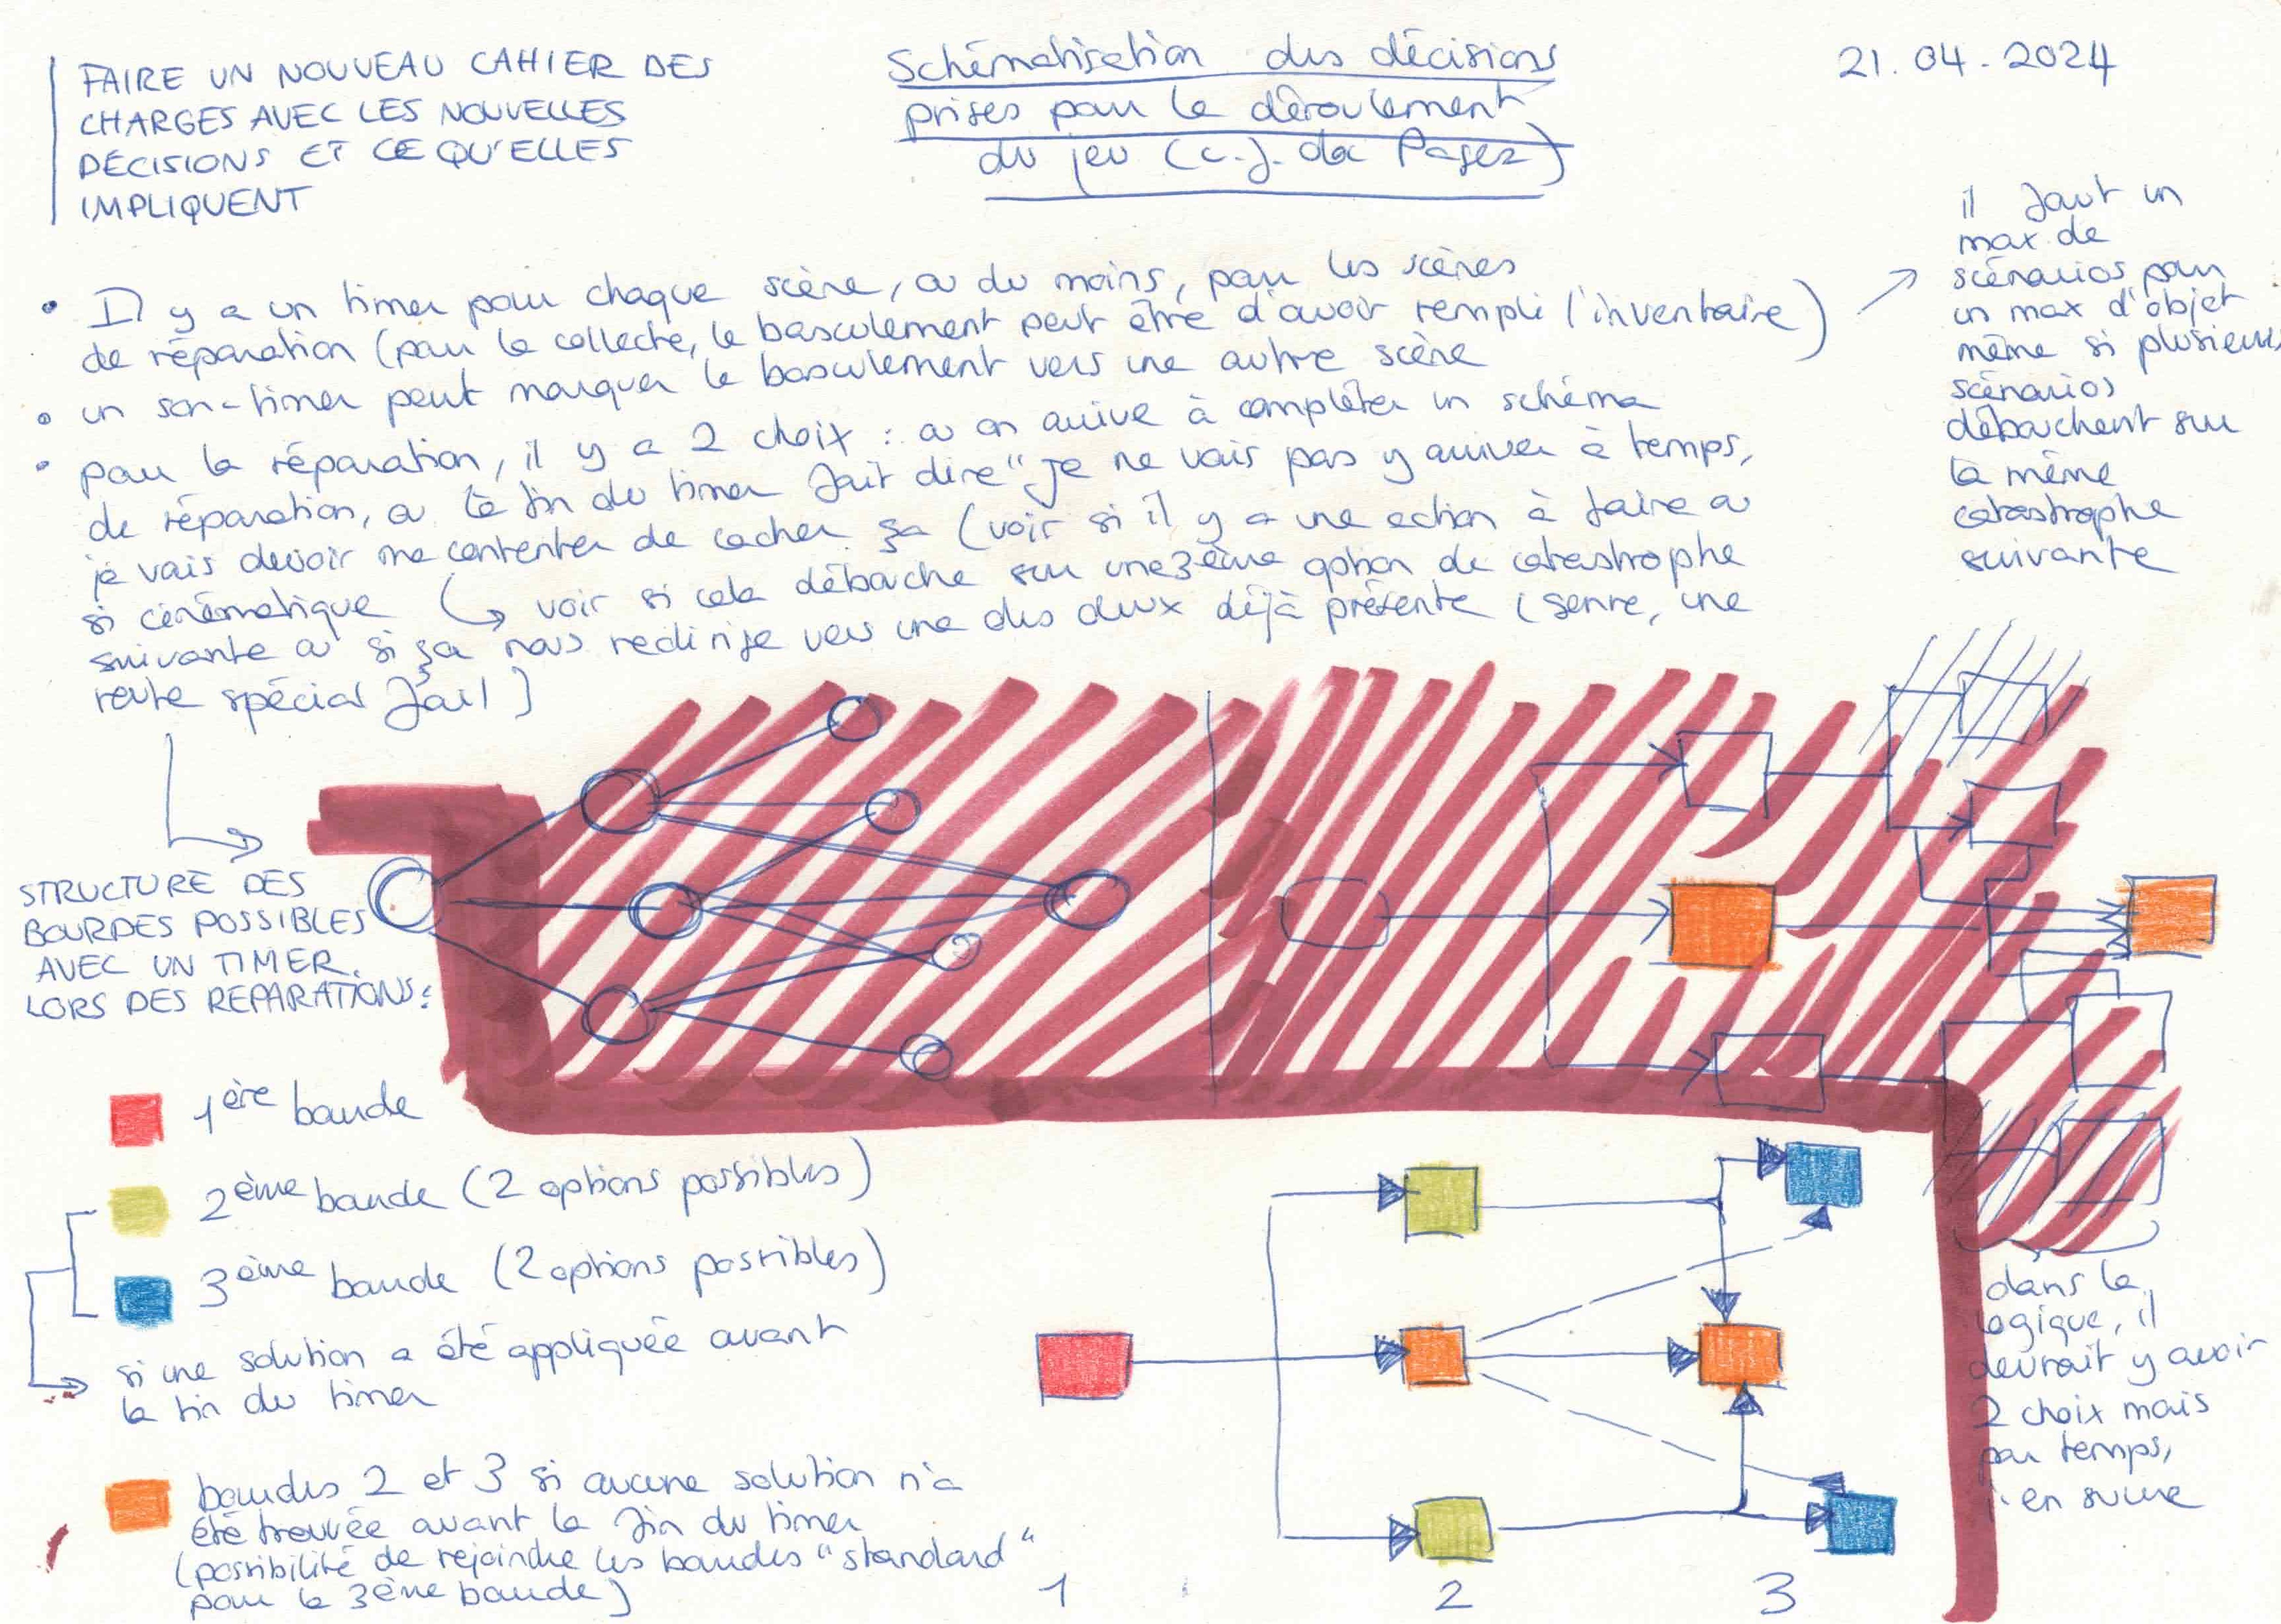 FAIRE UN NOUVEAU CAHIER DES
CHARGES AVEC LES NOUVELLES
DÉCISIONS ET CE QU'ELLES
IMPLIQUENT
Schématisation des décisions
prises pour le déroulement
du jeu (c.f. doc Pages)
21.04.2024
• Il y a un timer pour chaque scène, ou du moins, pour les scènes
de réparation (pour la collecte, le basculement peut être d'avoir rempli l'inventaire)
• un son-timer peut marquer le basculement vers une autre scène
• pour la réparation, il y a 2 choix : ou on arrive à compléter un schéma
de réparation, ou la fin du timer fait dire "Je ne vais pas y arriver à temps,
je vais devoir me contenter de cacher ça (voir si il y a une action à faire ou
si cinématique voir si cela débouche sur une 3ème option de catastrophe
suivante ou si ça nous redirige vers une des deux déjà présente (genre, une
route spécial fail)
il faut un
max de
scénarios pour
un max d'objet
même si plusieurs
scénarios
débouchent sur
la même
catastrophe
suivante
STRUCTURE DES
BOURDES POSSIBLES
AVEC UN TIMER
LORS DES REPARATIONS :
1ère bourde
2ème bourde (2 options possibles)
3ème bourde (2 options possibles)
si une solution a été appliquée avant
la fin du timer
bourdes 2 et 3 si aucune solution n'a
été trouvée avant la fin du timer
(possibilité de rejoindre les bourdes "standard"
pour la 3ème bourde)
1 2 3
dans la
logique, il
devrait y avoir
2 choix mais
par temps,
en suivre